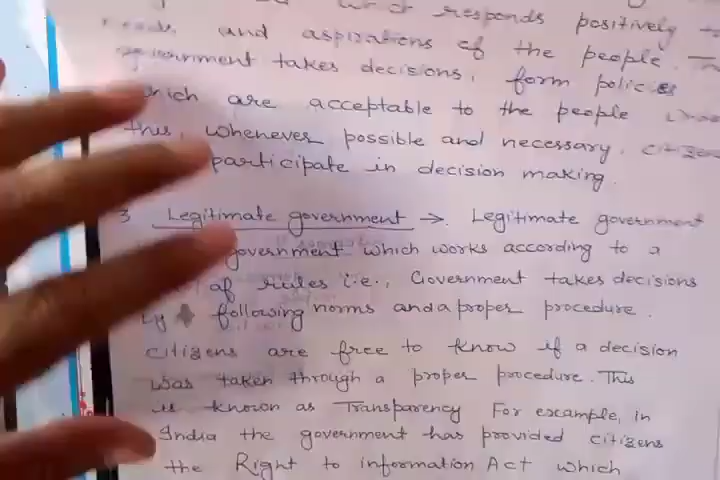 which responds positively
needs and aspirations of the people.
government takes decisions, form policies
which are acceptable to the people
this, whenever possible and necessary, citizens
participate in decision making.
3 Legitimate government → Legitimate government
government which works according to a
of rules i.e., Government takes decisions
by following norms and a proper procedure.
citizens are free to know if a decision
was taken through a proper procedure. This
is known as Transparency For example, in
India the government has provided citizens
the Right to information Act which